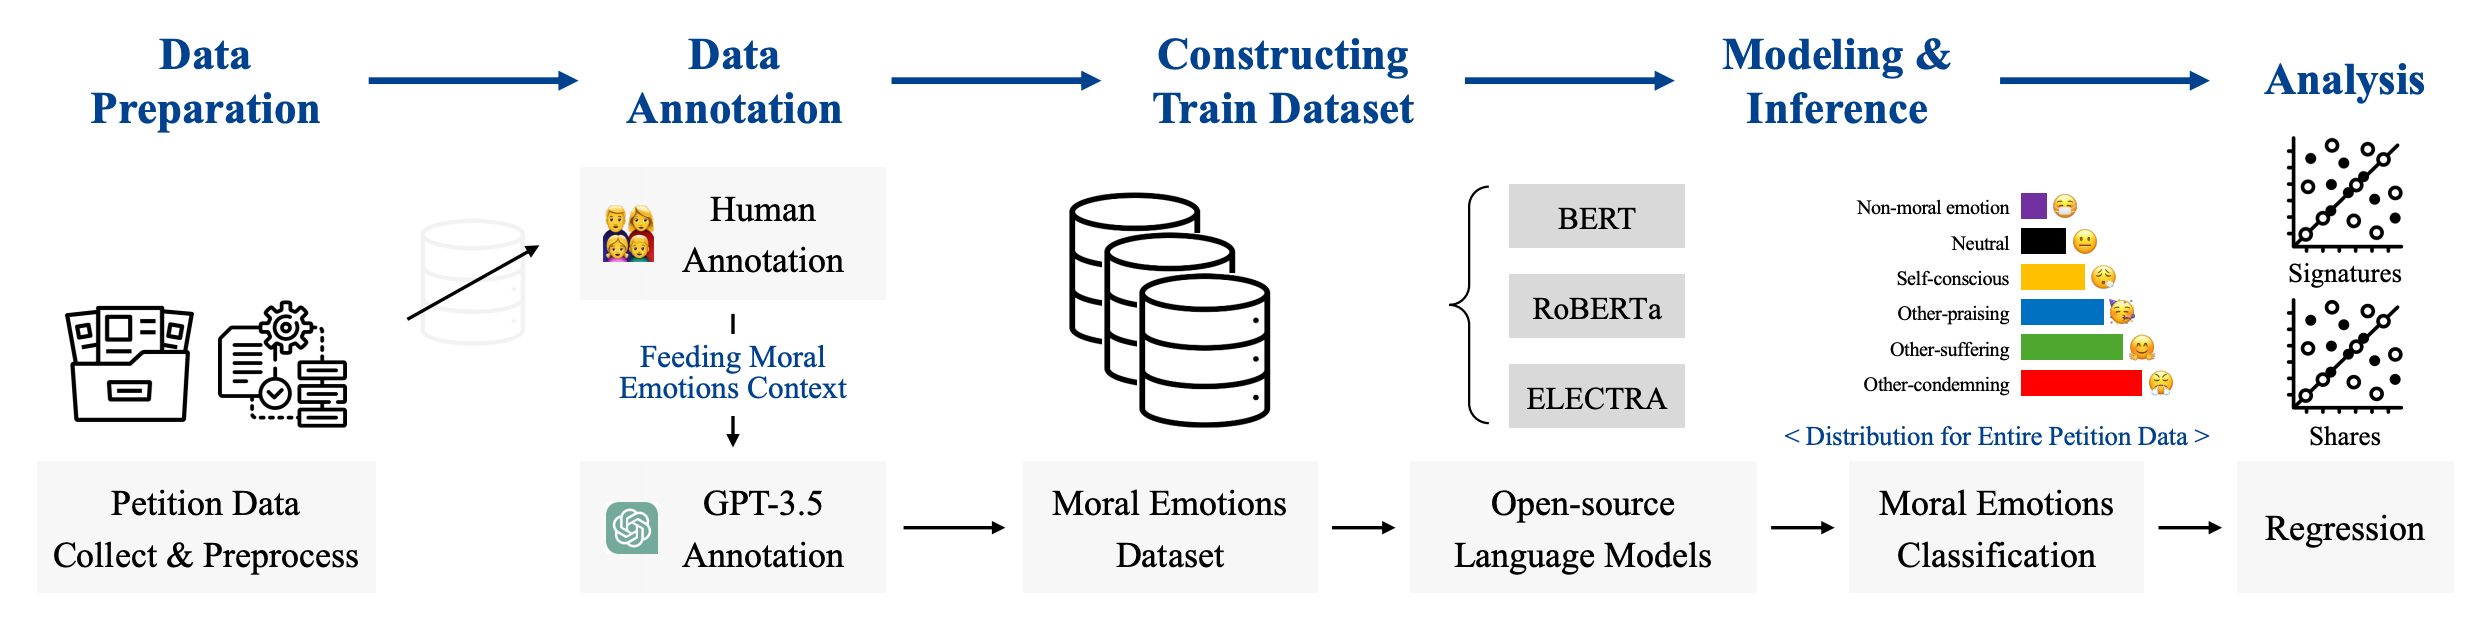 Data
Preparation
Data
Annotation
Constructing
Train Dataset
Modeling &
Inference
Analysis
Human
Annotation
Feeding Moral
Emotions Context
BERT
RoBERTa
ELECTRA
Non-moral emotion
Neutral
Self-conscious
Other-praising
Other-suffering
Other-condemning
< Distribution for Entire Petition Data >
Signatures
Shares
Petition Data
Collect & Preprocess
GPT-3.5
Annotation
Moral Emotions
Dataset
Open-source
Language Models
Moral Emotions
Classification
Regression